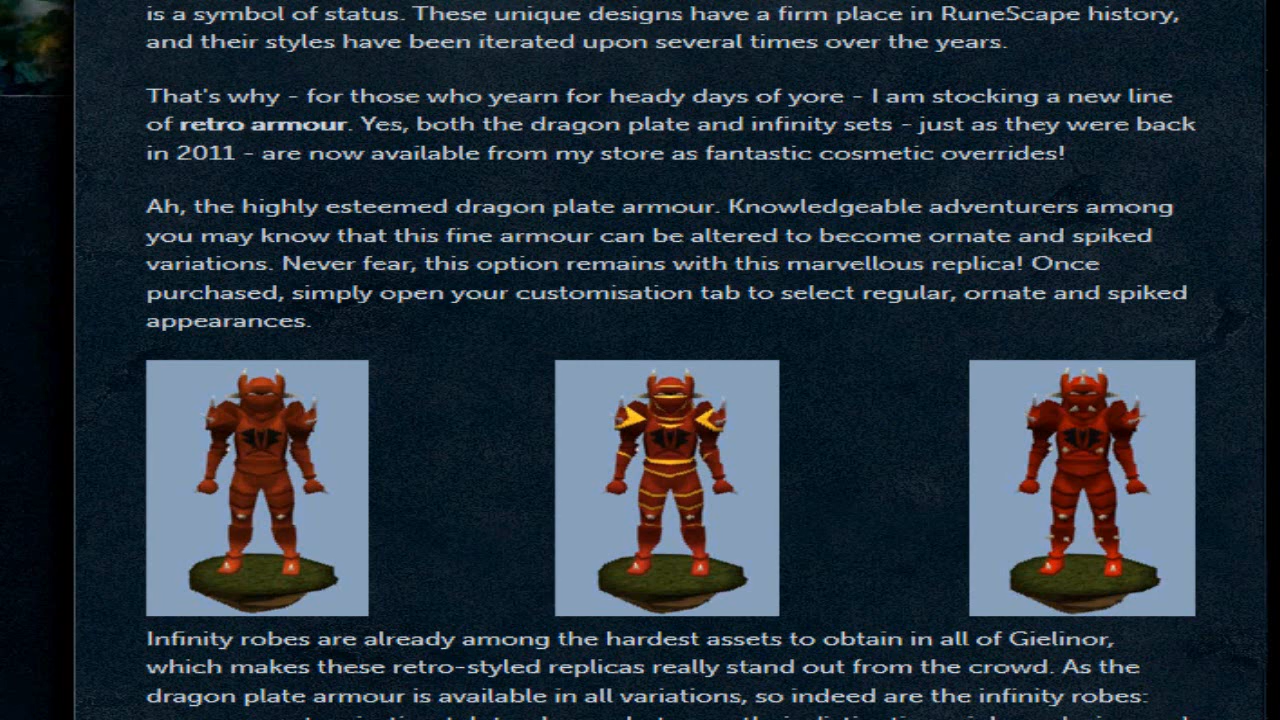 is a symbol of status. These unique designs have a firm place in RuneScape history,
and their styles have been iterated upon several times over the years.
That's why - for those who yearn for heady days of yore - I am stocking a new line
of retro armour. Yes, both the dragon plate and infinity sets - just as they were back
in 2011 - are now available from my store as fantastic cosmetic overrides!
Ah, the highly esteemed dragon plate armour. Knowledgeable adventurers among
you may know that this fine armour can be altered to become ornate and spiked
variations. Never fear, this option remains with this marvellous replica! Once
purchased, simply open your customisation tab to select regular, ornate and spiked
appearances.
Infinity robes are already among the hardest assets to obtain in all of Gielinor,
which makes these retro-styled replicas really stand out from the crowd. As the
dragon plate armour is available in all variations, so indeed are the infinity robes: